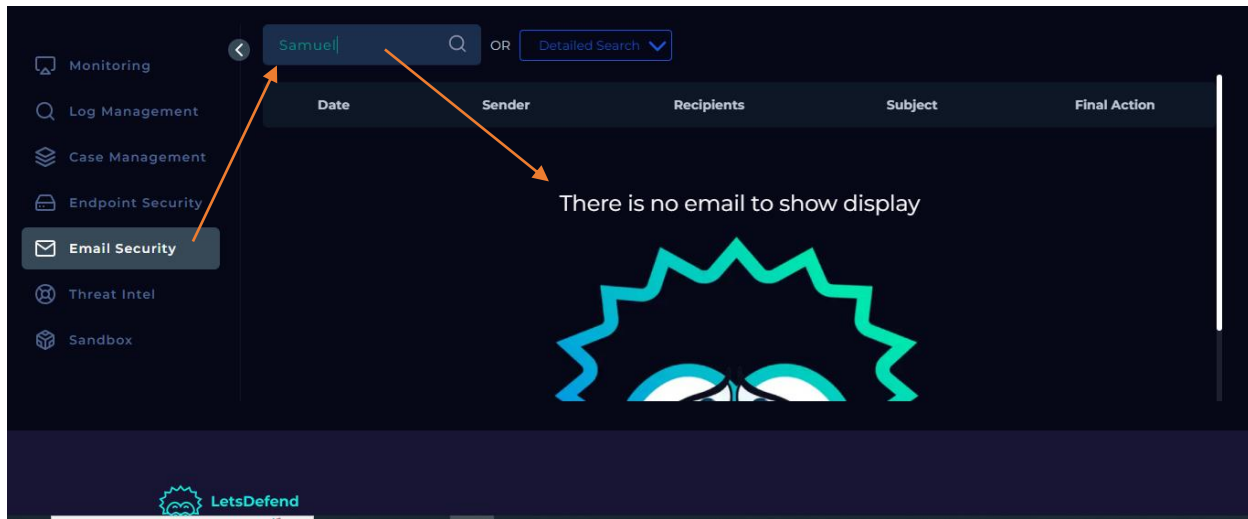 Samuel
OR
Detailed Search
Monitoring
Log Management
Case Management
Endpoint Security
Email Security
Threat Intel
Sandbox
Date Sender Recipients Subject Final Action
There is no email to show display
LetsDefend